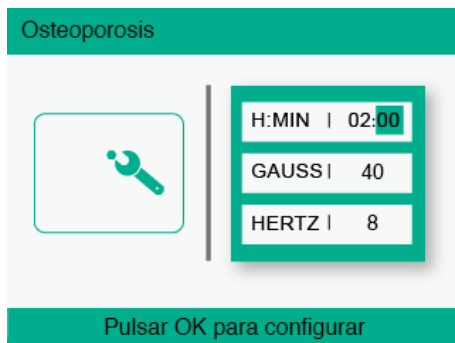 Osteoporosis
H:MIN | 02:00
GAUSS | 40
HERTZ | 8
Pulsar OK para configurar